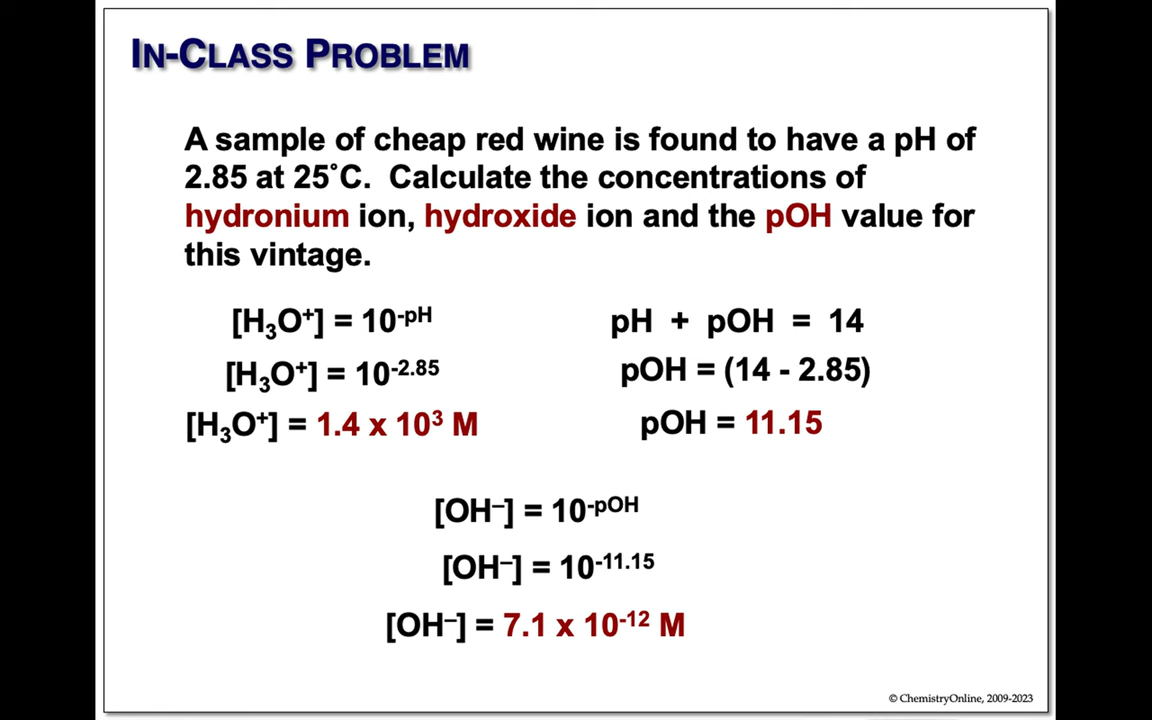 IN-CLASS PROBLEM
A sample of cheap red wine is found to have a pH of
2.85 at 25˚C. Calculate the concentrations of
hydronium ion, hydroxide ion and the pOH value for
this vintage.
[H₃O⁺] = 10⁻ᵖᴴ
[H₃O⁺] = 10⁻²·⁸⁵
[H₃O⁺] = 1.4 x 10³ M
pH + pOH = 14
pOH = (14 - 2.85)
pOH = 11.15
[OH⁻] = 10⁻ᵖᴼᴴ
[OH⁻] = 10⁻¹¹·¹⁵
[OH⁻] = 7.1 x 10⁻¹² M
© ChemistryOnline, 2009-2023